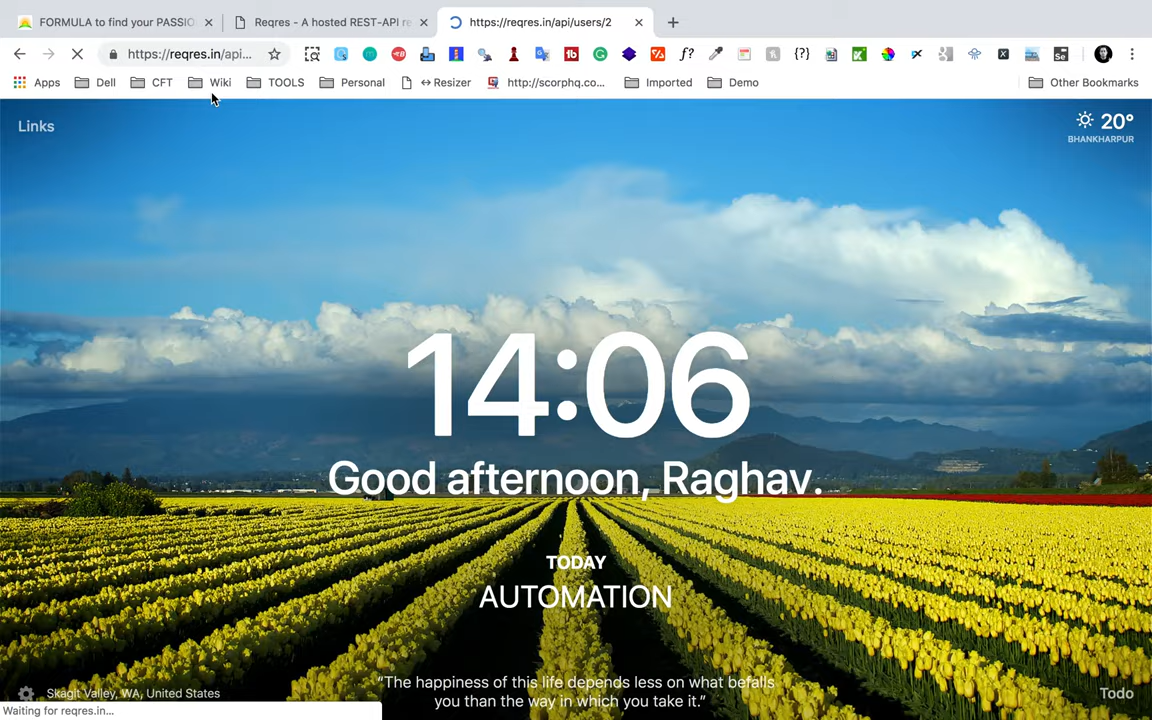 FORMULA to find your PASSIO
Reqres - A hosted REST-API re
https://reqres.in/api/users/2
https://reqres.in/api...
Apps
Dell
CFT
Wiki
TOOLS
Personal
↔Resizer
http://scorphq.co...
Imported
Demo
Other Bookmarks
Links
20°
BHANKHARPUR
14:06
Good afternoon, Raghav.
TODAY
AUTOMATION
“The happiness of this life depends less on what befalls
you than the way in which you take it.”
Skagit Valley, WA, United States
Todo
Waiting for reqres.in...